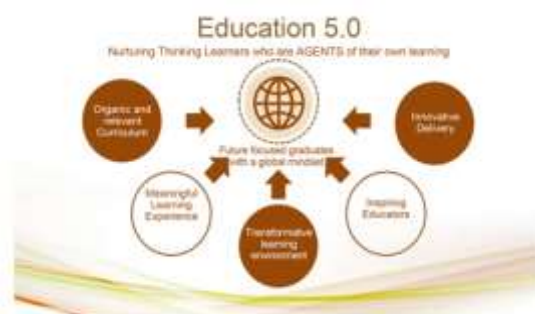 Education 5.0
Nurturing Thinking Learners who are AGENTS of their own learning
Organic and
relevant
Curriculum
Innovative
Delivery
Future focused graduates
with a global mindset
Meaningful
Learning
Experience
Inspiring
Educators
Transformative
learning
environment